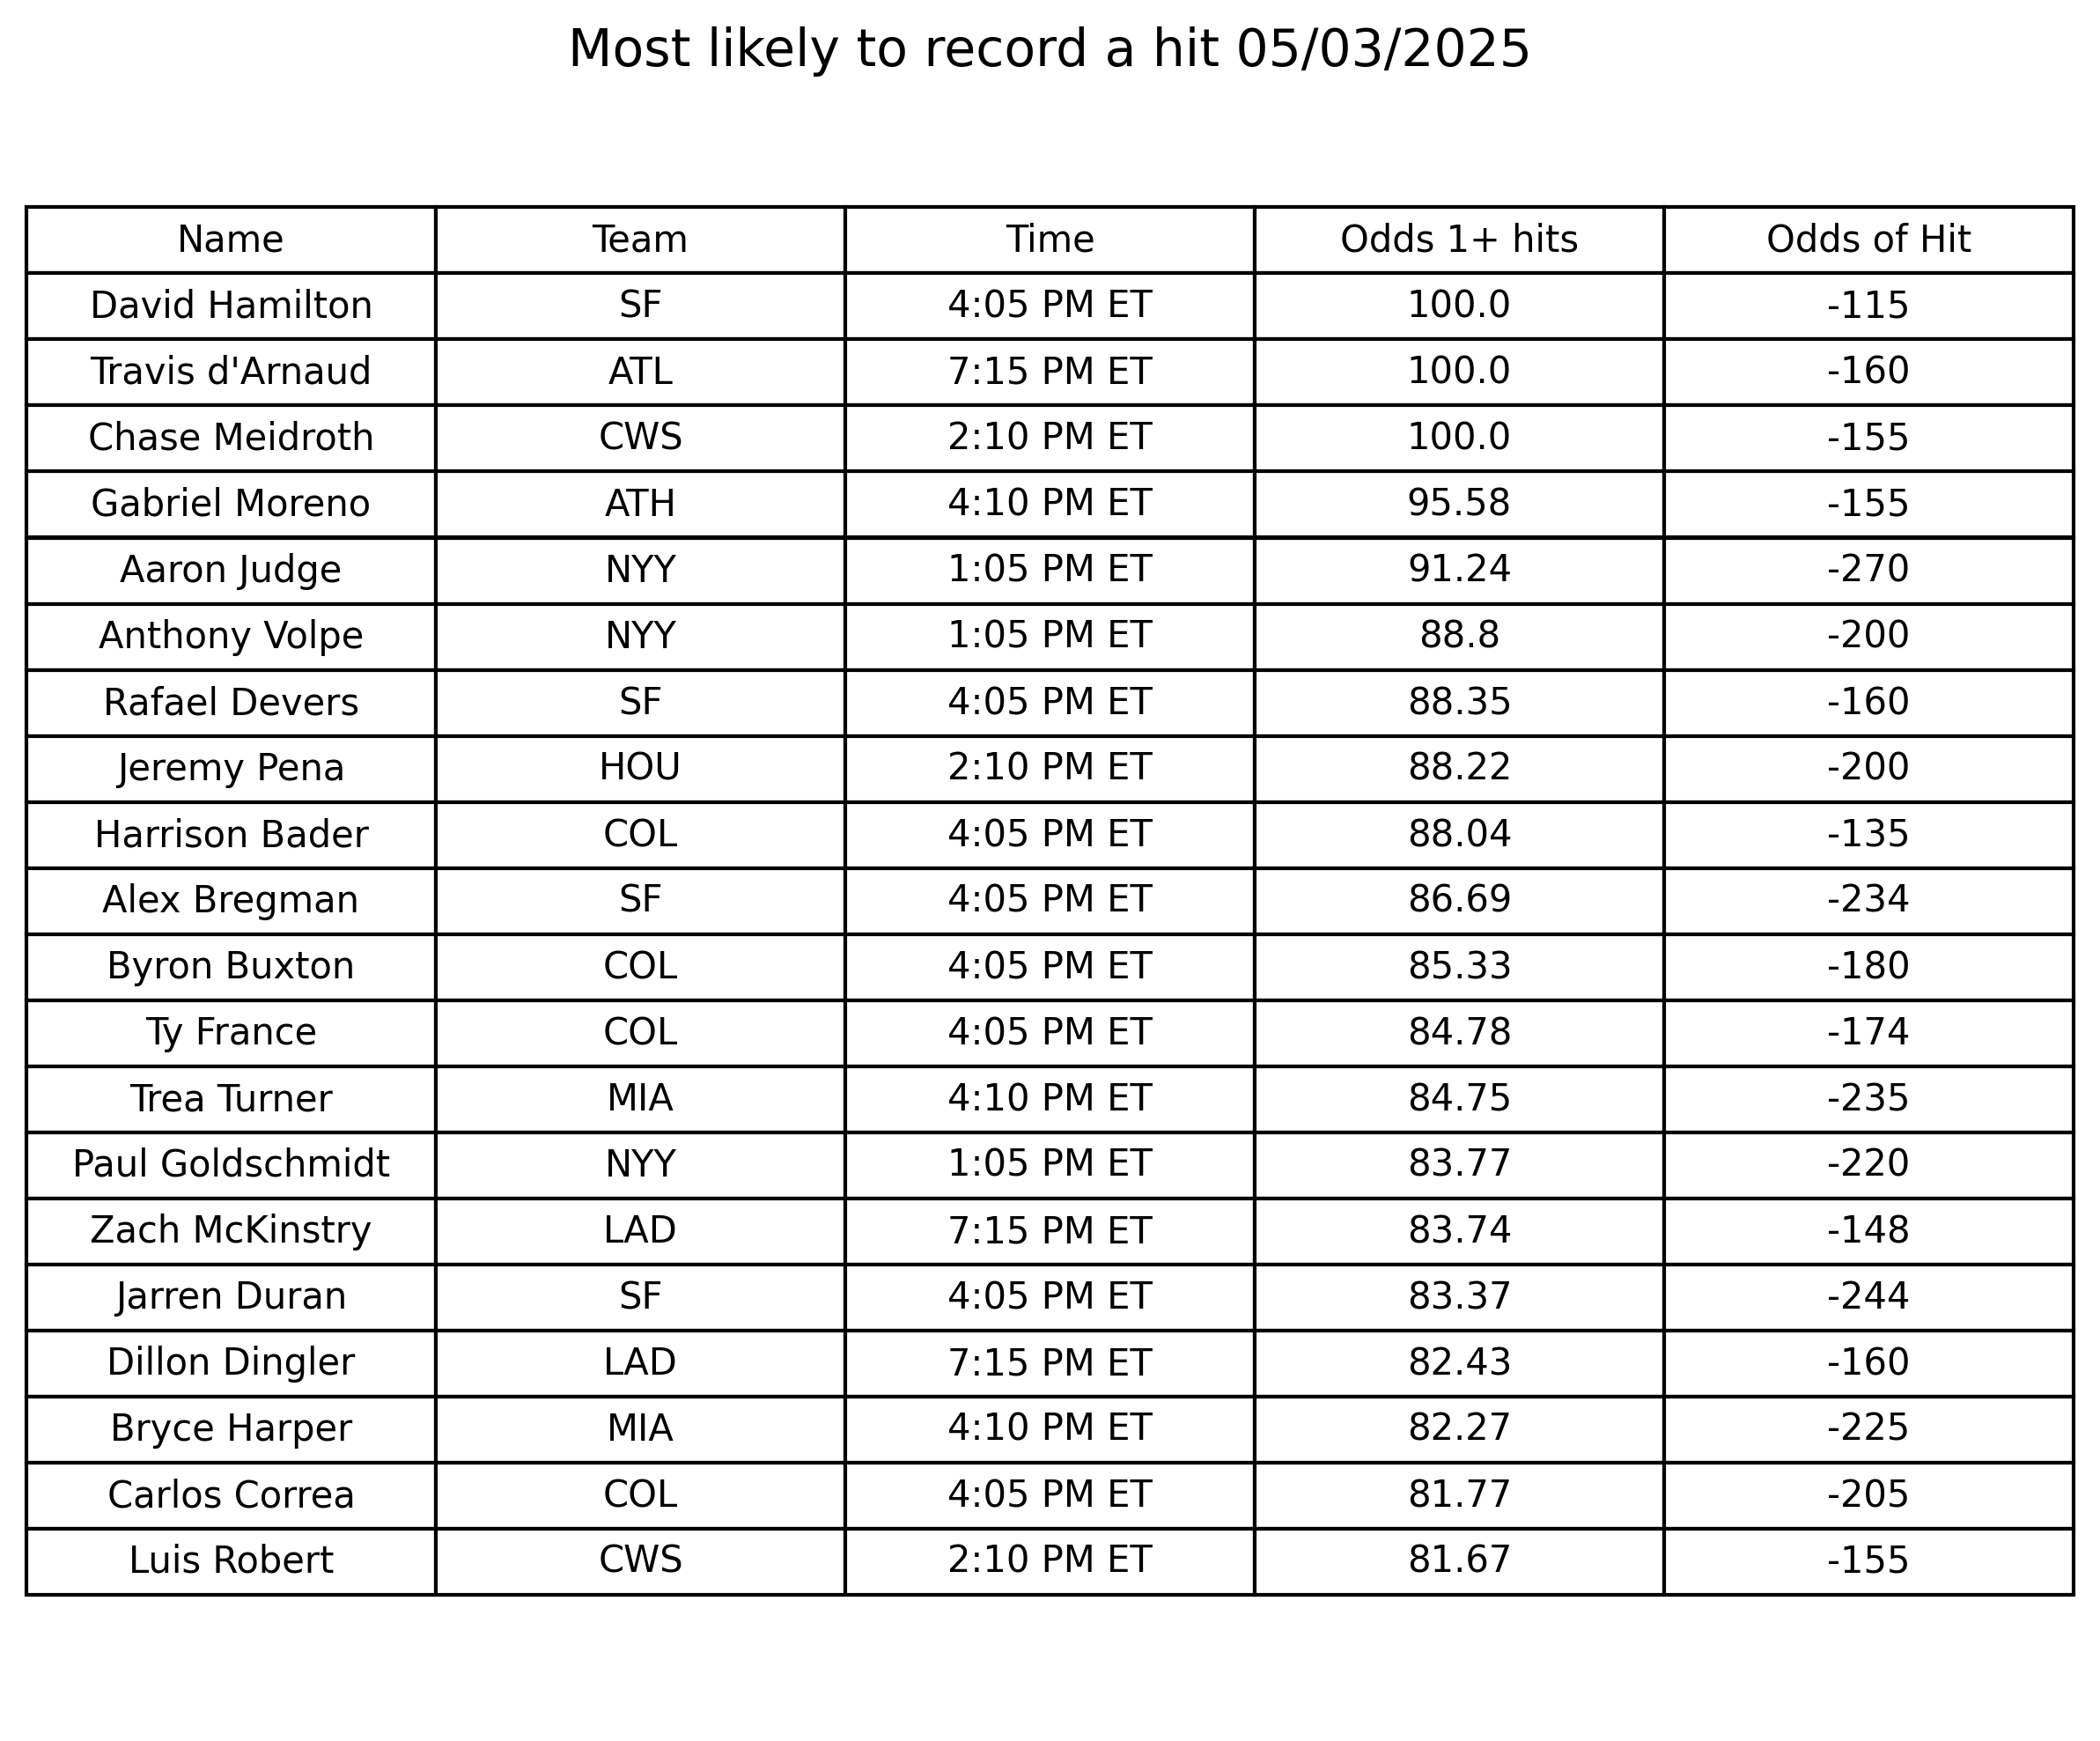 Most likely to record a hit 05/03/2025
Name Team Time Odds 1+ hits Odds of Hit
David Hamilton SF 4:05 PM ET 100.0 -115
Travis d'Arnaud ATL 7:15 PM ET 100.0 -160
Chase Meidroth CWS 2:10 PM ET 100.0 -155
Gabriel Moreno ATH 4:10 PM ET 95.58 -155
Aaron Judge NYY 1:05 PM ET 91.24 -270
Anthony Volpe NYY 1:05 PM ET 88.8 -200
Rafael Devers SF 4:05 PM ET 88.35 -160
Jeremy Pena HOU 2:10 PM ET 88.22 -200
Harrison Bader COL 4:05 PM ET 88.04 -135
Alex Bregman SF 4:05 PM ET 86.69 -234
Byron Buxton COL 4:05 PM ET 85.33 -180
Ty France COL 4:05 PM ET 84.78 -174
Trea Turner MIA 4:10 PM ET 84.75 -235
Paul Goldschmidt NYY 1:05 PM ET 83.77 -220
Zach McKinstry LAD 7:15 PM ET 83.74 -148
Jarren Duran SF 4:05 PM ET 83.37 -244
Dillon Dingler LAD 7:15 PM ET 82.43 -160
Bryce Harper MIA 4:10 PM ET 82.27 -225
Carlos Correa COL 4:05 PM ET 81.77 -205
Luis Robert CWS 2:10 PM ET 81.67 -155